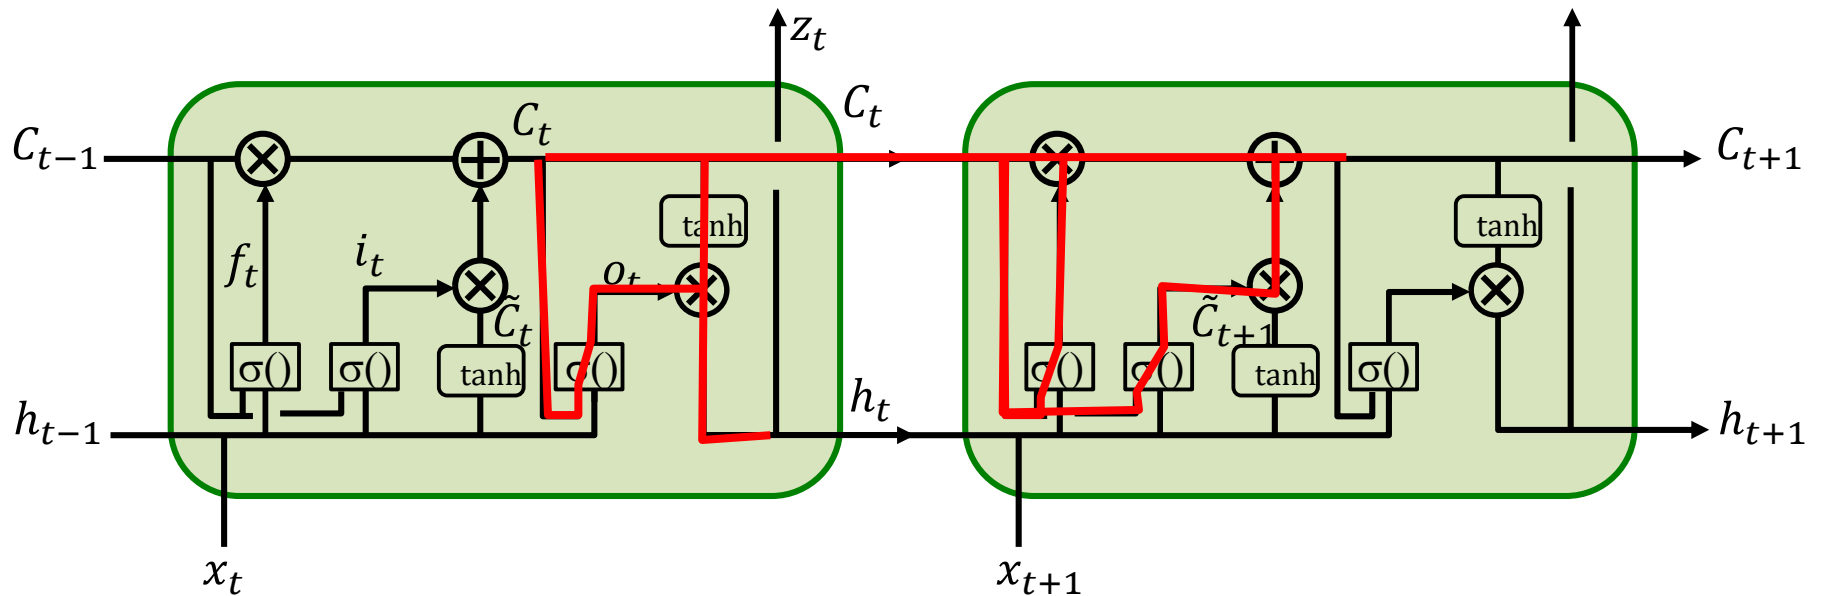 z_t
C_{t−1}
C_t
C_t
C_{t+1}
tanh
tanh
f_t
i_t
o_t
C̃_t
C̃_{t+1}
σ()
σ()
tanh
σ()
σ()
σ()
tanh
σ()
h_{t−1}
h_t
h_{t+1}
x_t
x_{t+1}